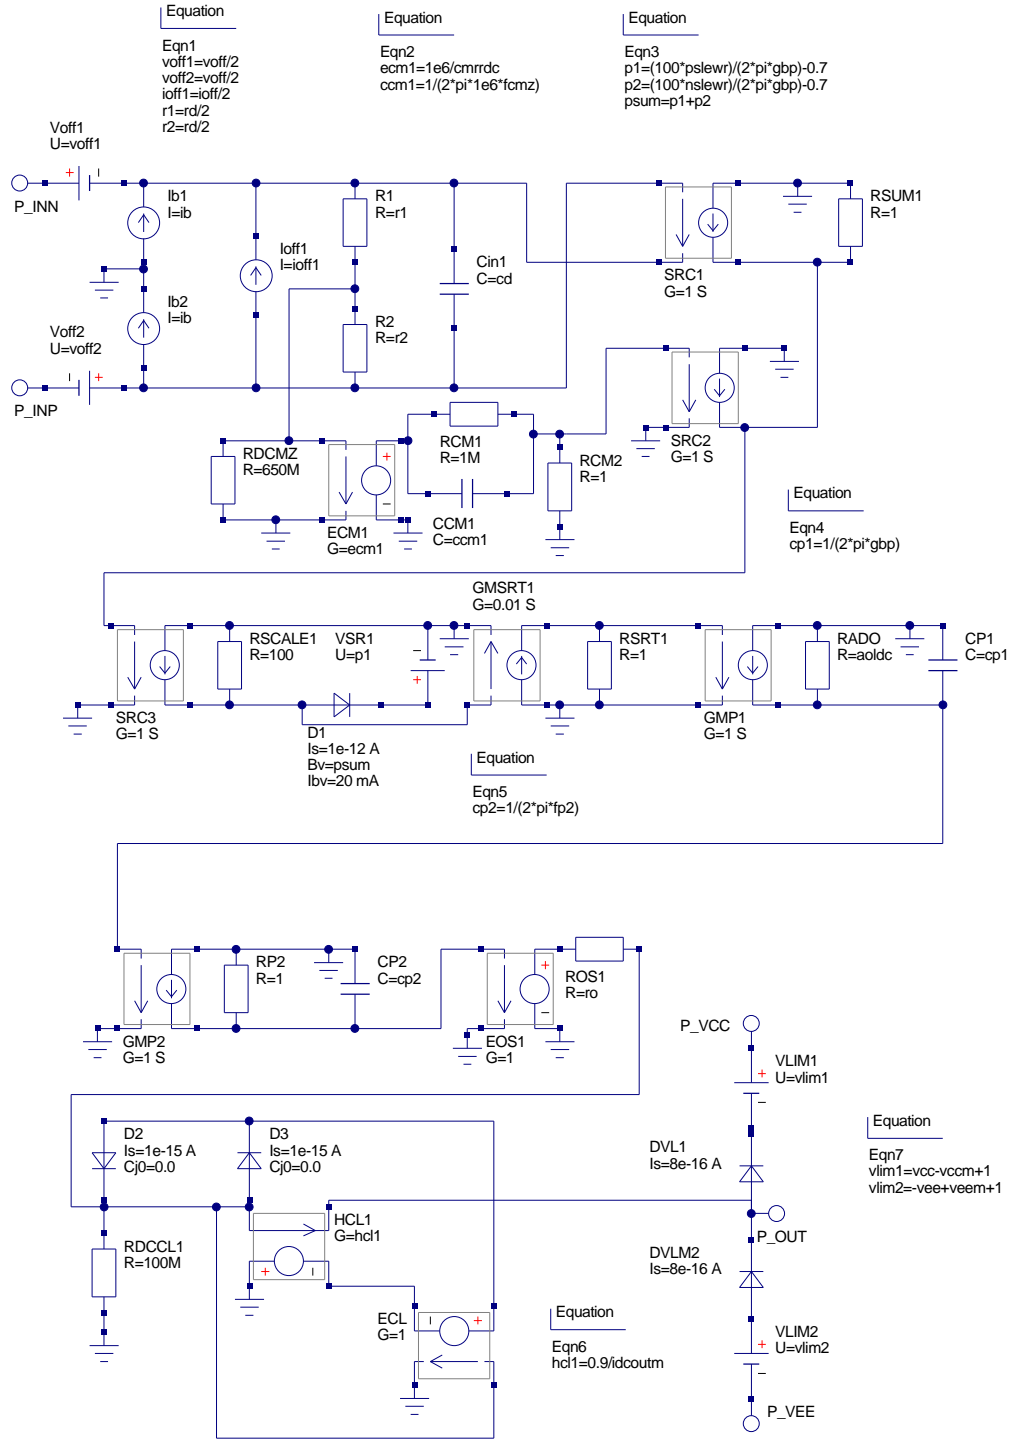 Equation
Eqn1
voff1=voff/2
voff2=voff/2
ioff1=ioff/2
r1=rd/2
r2=rd/2
Equation
Eqn2
ecm1=1e6/cmrrdc
ccm1=1/(2*pi*1e6*fcmz)
Equation
Eqn3
p1=(100*pslewr)/(2*pi*gbp)-0.7
p2=(100*nslewr)/(2*pi*gbp)-0.7
psum=p1+p2
Voff1
U=voff1
P_INN
Ib1
I=ib
Ioff1
I=ioff1
R1
R=r1
Cin1
C=cd
SRC1
G=1 S
RSUM1
R=1
Ib2
I=ib
Voff2
U=voff2
P_INP
R2
R=r2
SRC2
G=1 S
RDCMZ
R=650M
ECM1
G=ecm1
RCM1
R=1M
CCM1
C=ccm1
RCM2
R=1
Equation
Eqn4
cp1=1/(2*pi*gbp)
SRC3
G=1 S
RSCALE1
R=100
VSR1
U=p1
GMSRT1
G=0.01 S
RSRT1
R=1
GMP1
G=1 S
RADO
R=aoldc
CP1
C=cp1
D1
Is=1e-12 A
Bv=psum
Ibv=20 mA
Equation
Eqn5
cp2=1/(2*pi*fp2)
GMP2
G=1 S
RP2
R=1
CP2
C=cp2
EOS1
G=1
ROS1
R=ro
P_VCC
VLIM1
U=vlim1
D2
Is=1e-15 A
Cj0=0.0
D3
Is=1e-15 A
Cj0=0.0
DVL1
Is=8e-16 A
Equation
Eqn7
vlim1=vcc-vccm+1
vlim2=-vee+veem+1
HCL1
G=hcl1
P_OUT
RDCCL1
R=100M
DVLM2
Is=8e-16 A
ECL
G=1
Equation
Eqn6
hcl1=0.9/idcoutm
VLIM2
U=vlim2
P_VEE